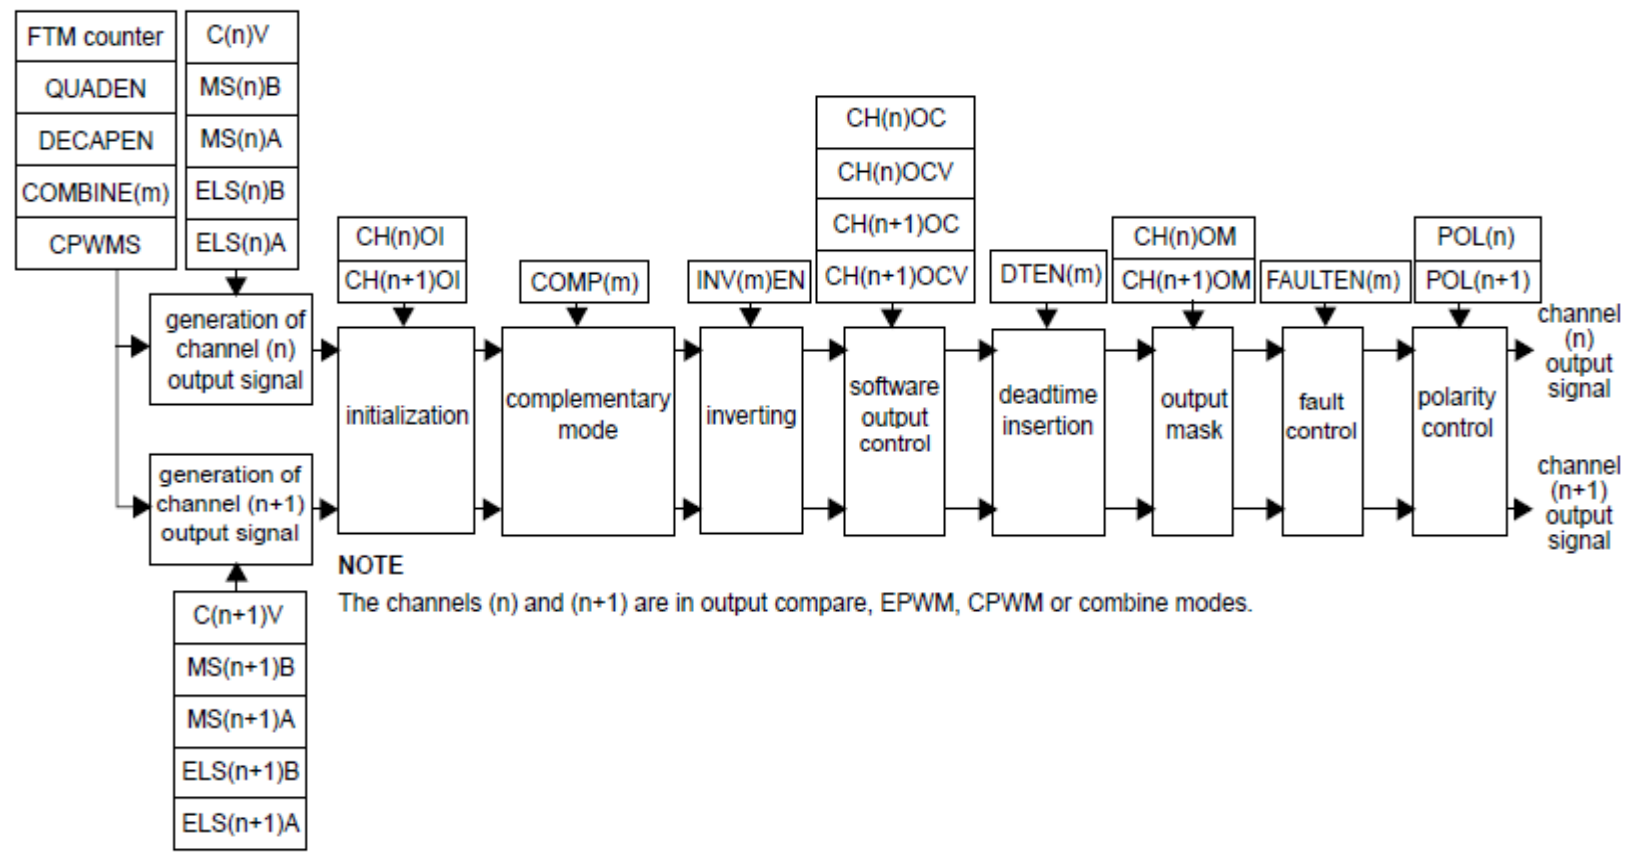 FTM counter
QUADEN
DECAPEN
COMBINE(m)
CPWMS
C(n)V
MS(n)B
MS(n)A
ELS(n)B
ELS(n)A
generation of
channel (n)
output signal
generation of
channel (n+1)
output signal
C(n+1)V
MS(n+1)B
MS(n+1)A
ELS(n+1)B
ELS(n+1)A
CH(n)OI
CH(n+1)OI
initialization
COMP(m)
complementary
mode
INV(m)EN
inverting
CH(n)OC
CH(n)OCV
CH(n+1)OC
CH(n+1)OCV
software
output
control
DTEN(m)
deadtime
insertion
CH(n)OM
CH(n+1)OM
output
mask
FAULTEN(m)
fault
control
POL(n)
POL(n+1)
polarity
control
channel
(n)
output
signal
channel
(n+1)
output
signal
NOTE
The channels (n) and (n+1) are in output compare, EPWM, CPWM or combine modes.